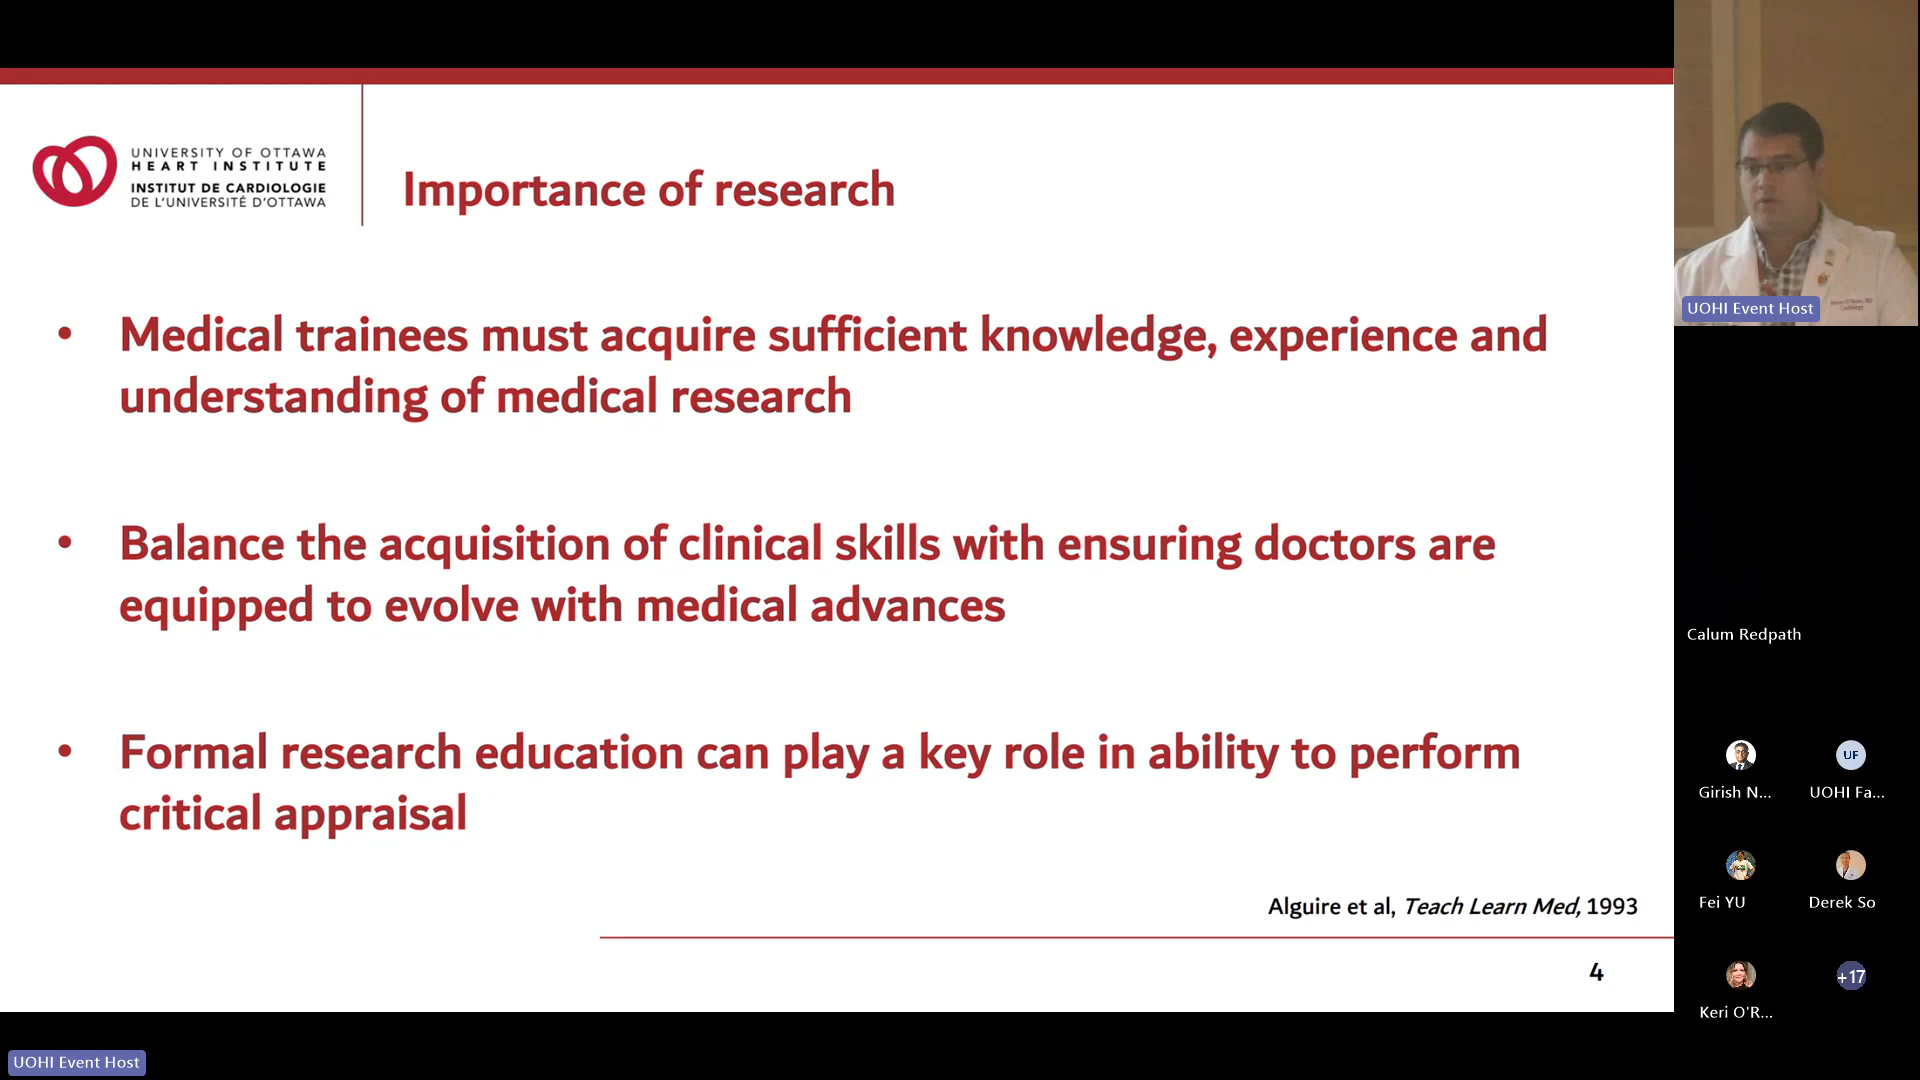 UNIVERSITY OF OTTAWA
HEART INSTITUTE
INSTITUT DE CARDIOLOGIE
DE L'UNIVERSITÉ D'OTTAWA
Importance of research
• Medical trainees must acquire sufficient knowledge, experience and
understanding of medical research
• Balance the acquisition of clinical skills with ensuring doctors are
equipped to evolve with medical advances
• Formal research education can play a key role in ability to perform
critical appraisal
Alguire et al, Teach Learn Med, 1993
4
UOHI Event Host
Cardiology
UOHI Event Host
Calum Redpath
Girish N...
UF
UOHI Fa...
Fei YU
Derek So
Keri O'R...
+17